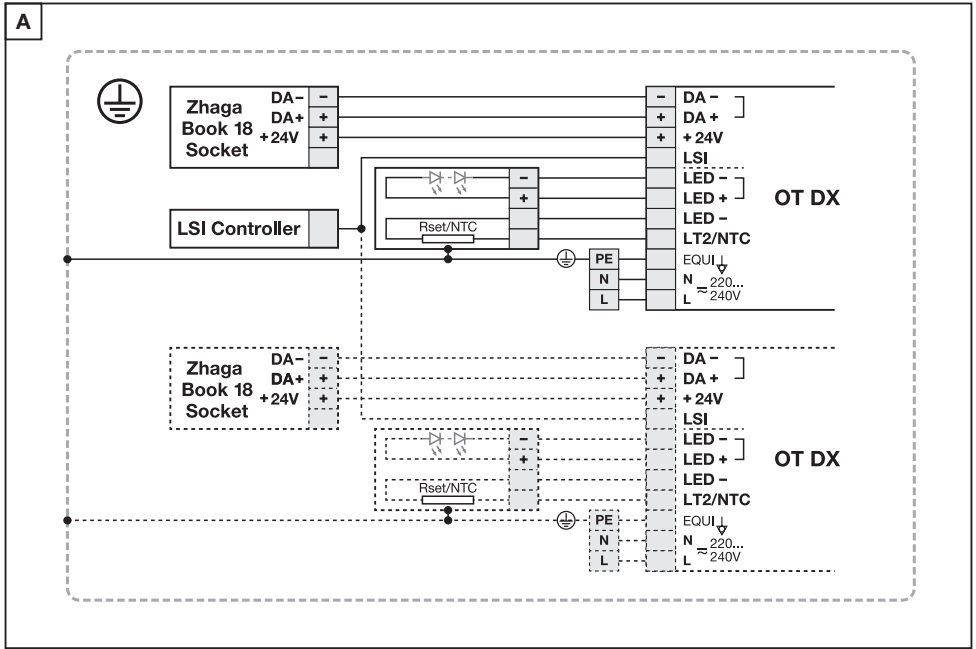 A
Zhaga
Book 18
Socket
DA−
DA+
+24V
−
+
+
LSI Controller
−
+
Rset/NTC
PE
N
L
−
+
+
DA −
DA +
+ 24V
LSI
LED −
LED +
LED −
LT2/NTC
EQUI
N
L
≂ 220...
240V
OT DX
Zhaga
Book 18
Socket
DA−
DA+
+24V
−
+
+
−
+
Rset/NTC
PE
N
L
−
+
+
DA −
DA +
+ 24V
LSI
LED −
LED +
LED −
LT2/NTC
EQUI
N
L
≂ 220...
240V
OT DX